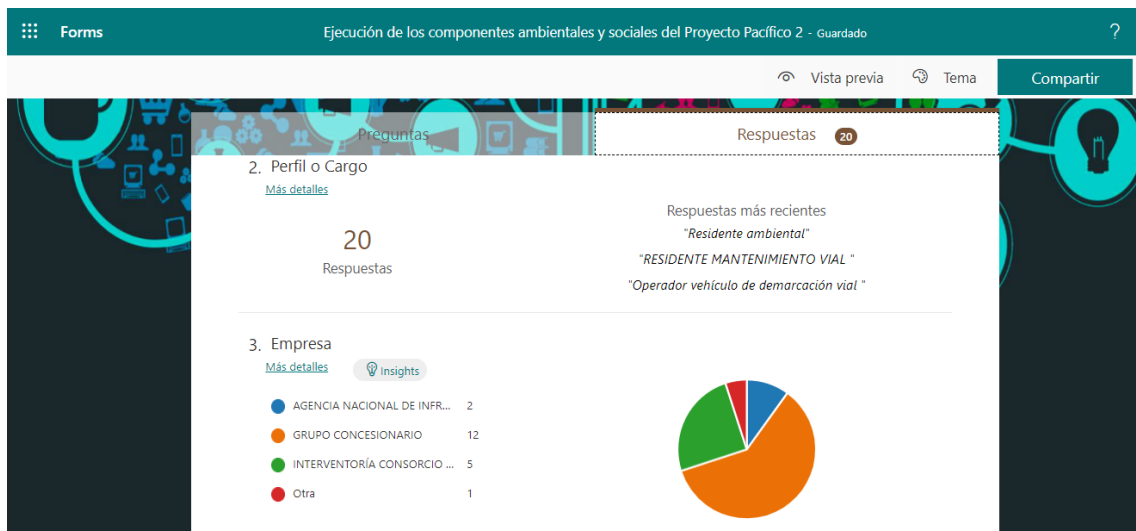 Forms
Ejecución de los componentes ambientales y sociales del Proyecto Pacífico 2 - Guardado
?
Vista previa
Tema
Compartir
Preguntas
Respuestas 20
2. Perfil o Cargo
Más detalles
20
Respuestas
Respuestas más recientes
"Residente ambiental"
"RESIDENTE MANTENIMIENTO VIAL "
"Operador vehículo de demarcación vial "
3. Empresa
Más detalles
Insights
AGENCIA NACIONAL DE INFR... 2
GRUPO CONCESIONARIO 12
INTERVENTORÍA CONSORCIO ... 5
Otra 1